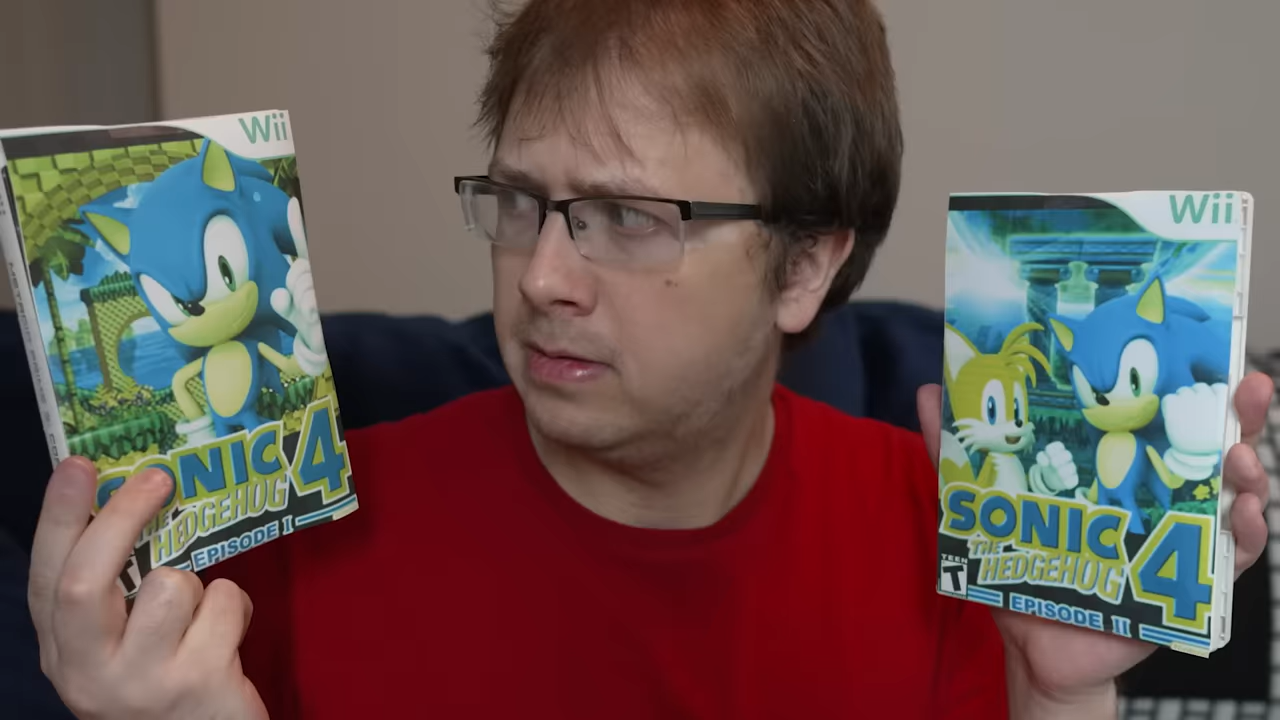 Wii
SONIC
THE
HEDGEHOG
4
EPISODE I
T
Wii
SONIC
THE
HEDGEHOG
4
TEEN
T
EPISODE II